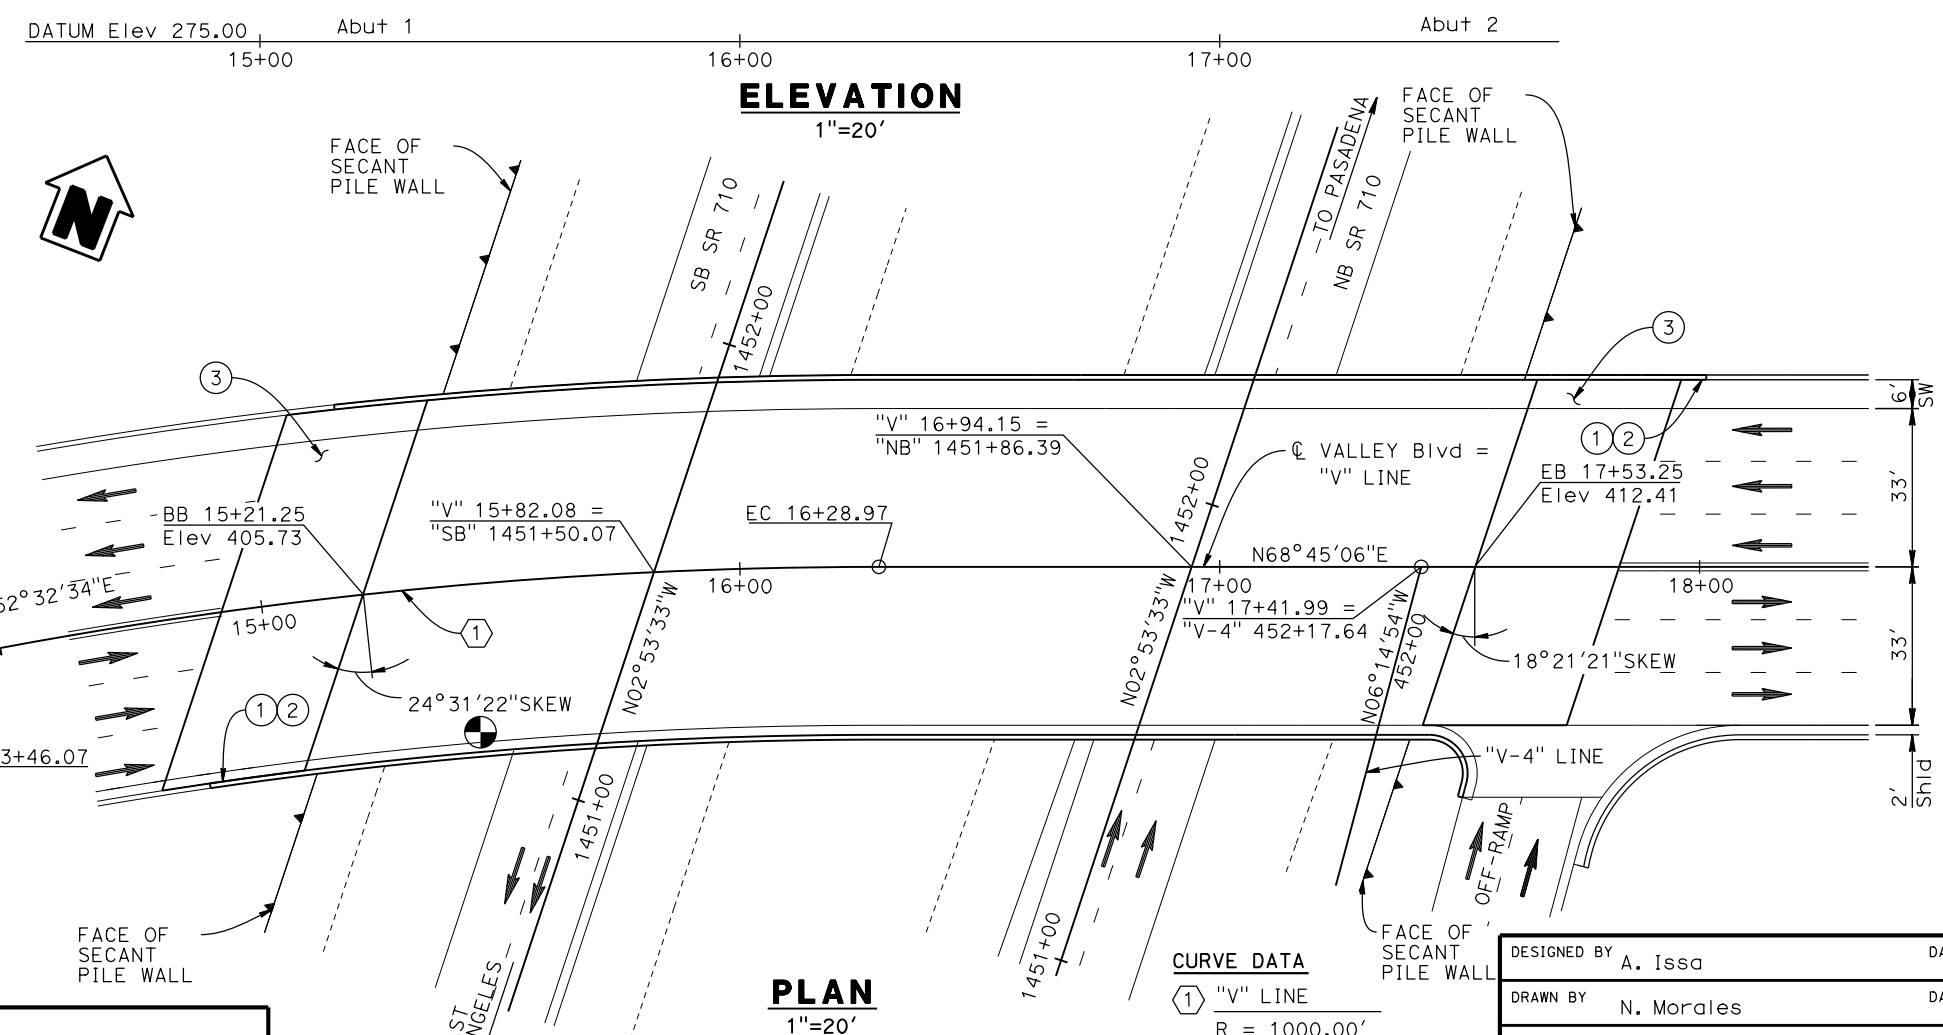 DATUM Elev 275.00
Abut 1
Abut 2
15+00
16+00
17+00
ELEVATION
1"=20'
FACE OF
SECANT
PILE WALL
N
SB SR 710
1452+00
TO PASADENA
NB SR 710
FACE OF
SECANT
PILE WALL
3
3
"V" 16+94.15 =
"NB" 1451+86.39
1452+00
℄ VALLEY Blvd =
"V" LINE
1 2
EB 17+53.25
Elev 412.41
6'
SW
33'
BB 15+21.25
Elev 405.73
"V" 15+82.08 =
"SB" 1451+50.07
EC 16+28.97
N68°45'06"E
52°32'34"E
15+00
16+00
17+00
18+00
1
"V" 17+41.99 =
"V-4" 452+17.64
N02°53'33"W
N02°53'33"W
N06°14'54"W
452+00
18°21'21"SKEW
33'
24°31'22"SKEW
1 2
3+46.07
"V-4" LINE
2'
Shld
1451+00
OFF-RAMP
FACE OF
SECANT
PILE WALL
ST
NGELES
1451+00
FACE OF
SECANT
PILE WALL
PLAN
1"=20'
CURVE DATA
1 "V" LINE
R = 1000.00'
DESIGNED BY A. Issa DA
DRAWN BY N. Morales DA